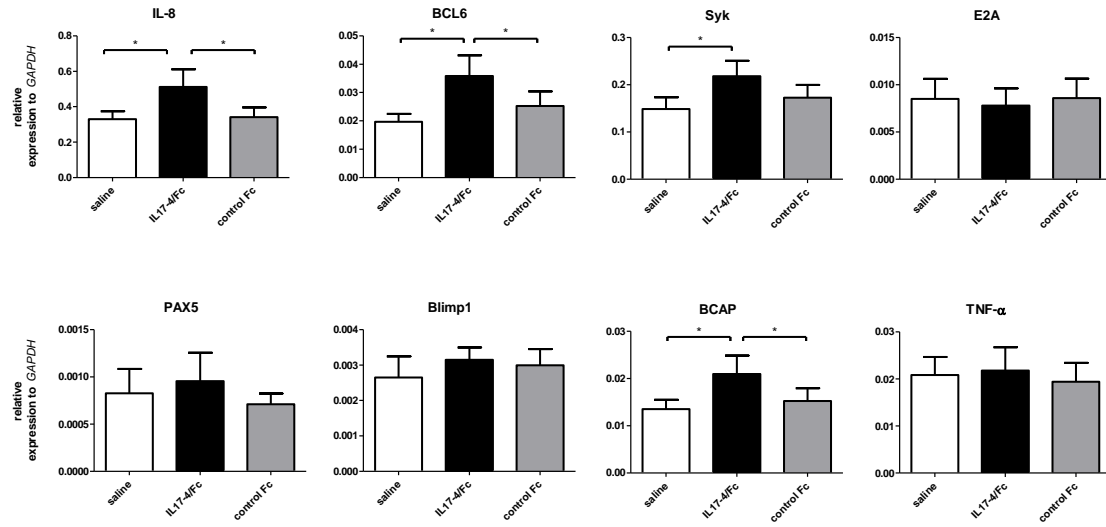 IL-8
BCL6
Syk
E2A
relative
expression to GAPDH
0.8
0.6
0.4
0.2
0.0
* *
saline
IL17-4/Fc
control Fc
0.05
0.04
0.03
0.02
0.01
0.00
* *
saline
IL17-4/Fc
control Fc
0.3
0.2
0.1
0.0
*
saline
IL17-4/Fc
control Fc
0.015
0.010
0.005
0.000
saline
IL17-4/Fc
control Fc
PAX5
Blimp1
BCAP
TNF-α
relative
expression to GAPDH
0.0015
0.0010
0.0005
0.0000
saline
IL17-4/Fc
control Fc
0.004
0.003
0.002
0.001
0.000
saline
IL17-4/Fc
control Fc
0.03
0.02
0.01
0.00
* *
saline
IL17-4/Fc
control Fc
0.03
0.02
0.01
0.00
saline
IL17-4/Fc
control Fc